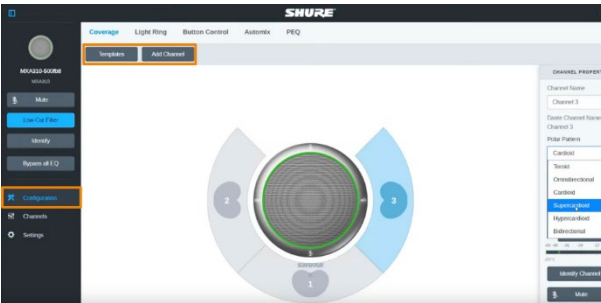 SHURE
Coverage Light Ring Button Control Automix PEQ
Templates Add Channel
MXA310-500fb8
MXA310
Mute
Low Cut Filter
Identify
Bypass all EQ
Configuration
Channels
Settings
2
3
1
CHANNEL PROPERT
Channel Name
Channel 3
Dante Channel Name
Channel 3
Polar Pattern
Cardioid
Toroid
Omnidirectional
Cardioid
Supercardioid
Hypercardioid
Bidirectional
Identify Channel
Mute